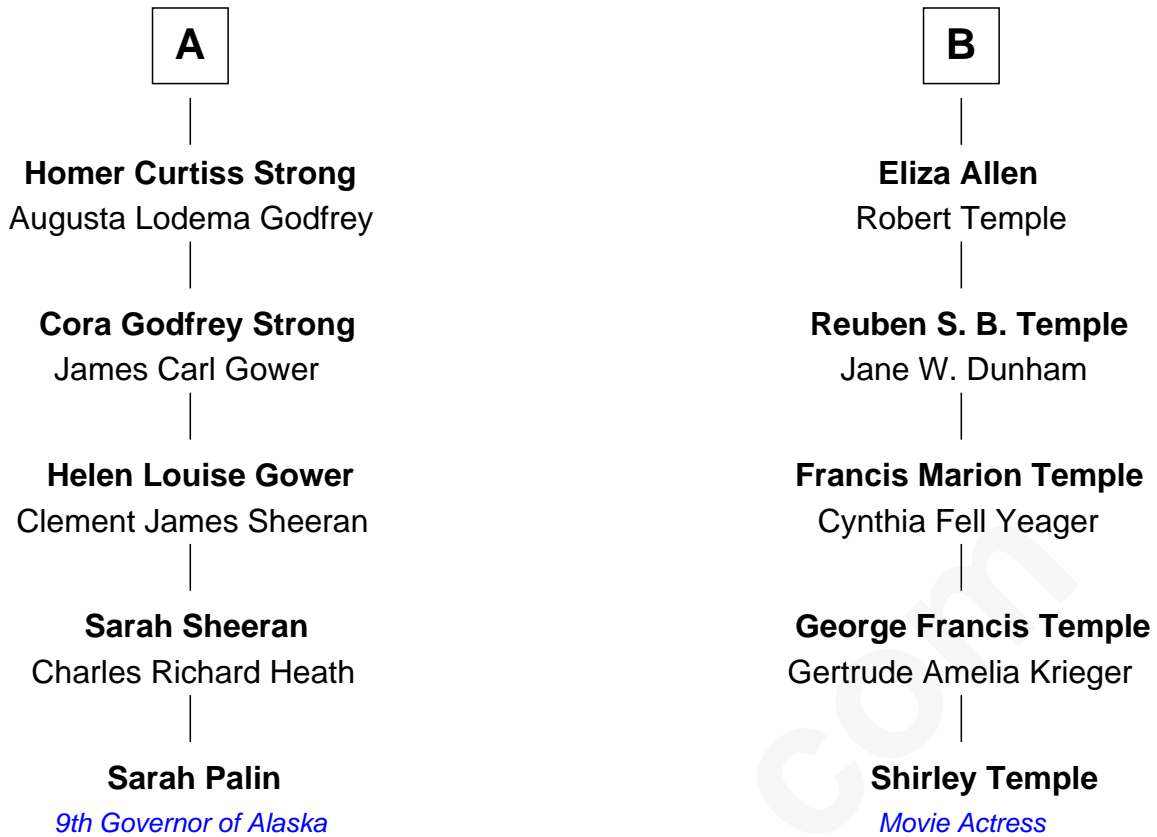 A
Homer Curtiss Strong
Augusta Lodema Godfrey
Cora Godfrey Strong
James Carl Gower
Helen Louise Gower
Clement James Sheeran
Sarah Sheeran
Charles Richard Heath
Sarah Palin
9th Governor of Alaska
B
Eliza Allen
Robert Temple
Reuben S. B. Temple
Jane W. Dunham
Francis Marion Temple
Cynthia Fell Yeager
George Francis Temple
Gertrude Amelia Krieger
Shirley Temple
Movie Actress
com